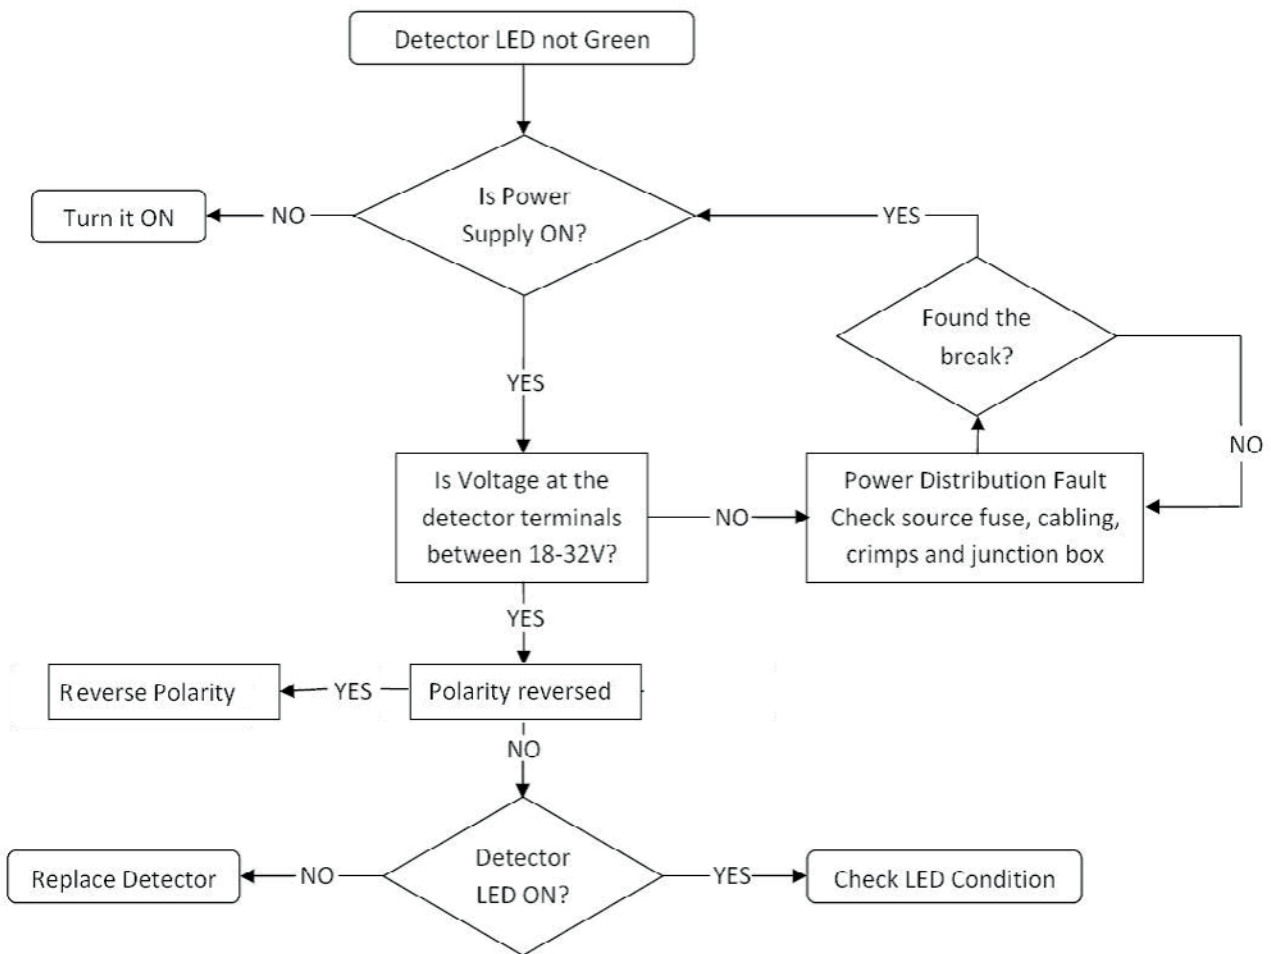 Detector LED not Green
Is Power
Supply ON?
NO
Turn it ON
YES
Found the
break?
NO
YES
Is Voltage at the
detector terminals
between 18-32V?
NO
Power Distribution Fault
Check source fuse, cabling,
crimps and junction box
YES
Polarity reversed
YES
Reverse Polarity
NO
Detector
LED ON?
NO
Replace Detector
YES
Check LED Condition